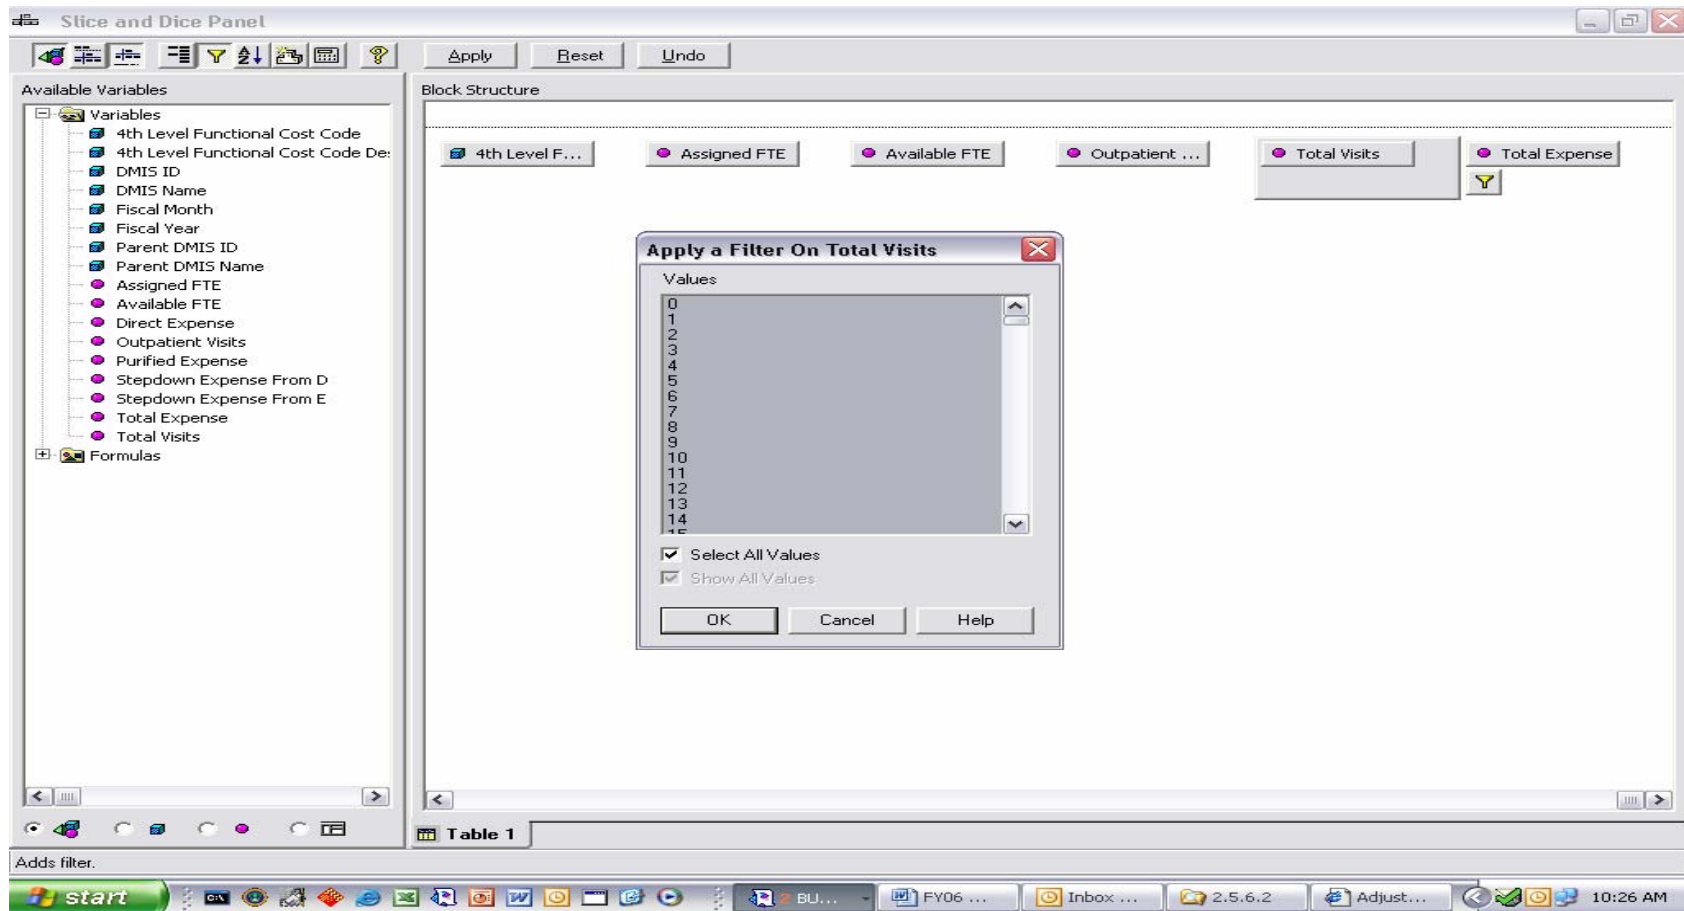 Slice and Dice Panel
Apply Reset Undo
Available Variables
Variables
4th Level Functional Cost Code
4th Level Functional Cost Code De
DMIS ID
DMIS Name
Fiscal Month
Fiscal Year
Parent DMIS ID
Parent DMIS Name
Assigned FTE
Available FTE
Direct Expense
Outpatient Visits
Purified Expense
Stepdown Expense From D
Stepdown Expense From E
Total Expense
Total Visits
Formulas
Block Structure
4th Level F... Assigned FTE Available FTE Outpatient ... Total Visits Total Expense
Apply a Filter On Total Visits
Values
0
1
2
3
4
5
6
7
8
9
10
11
12
13
14
15
Select All Values
Show All Values
OK Cancel Help
Table 1
Adds filter.
start 2 BU... FY06 ... Inbox ... 2.5.6.2 Adjust... 10:26 AM